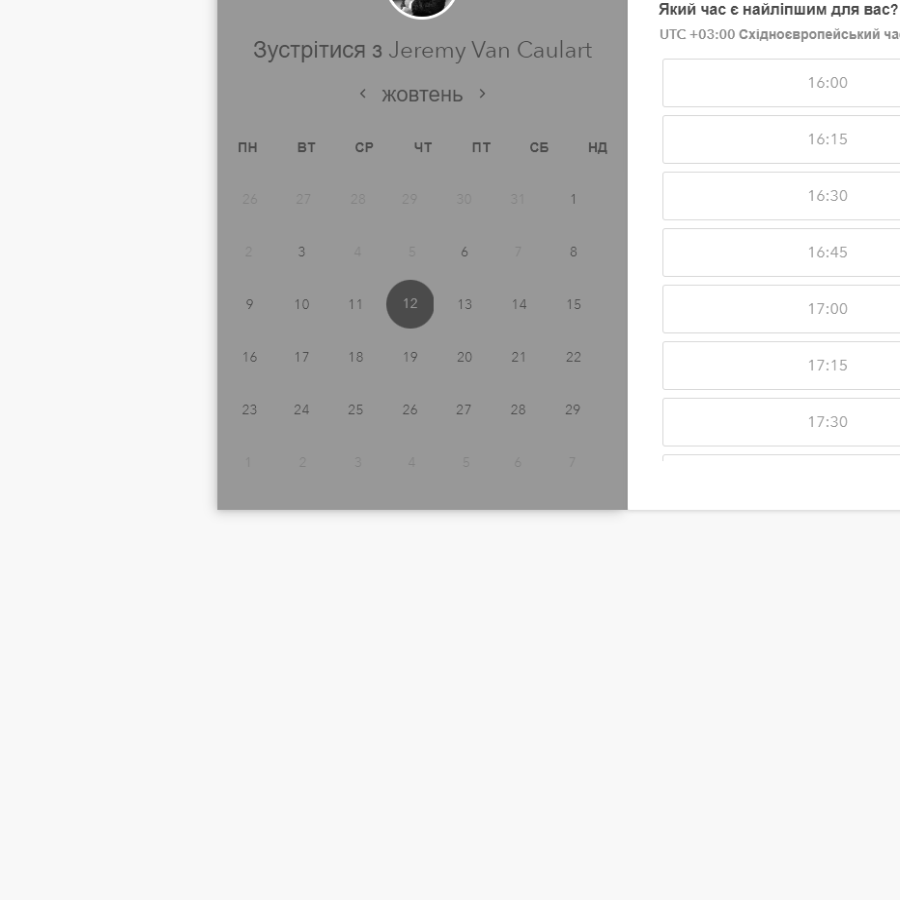 Зустрітися з Jeremy Van Caulart
жовтень
ПН ВТ СР ЧТ ПТ СБ НД
26 27 28 29 30 31 1
2 3 4 5 6 7 8
9 10 11 12 13 14 15
16 17 18 19 20 21 22
23 24 25 26 27 28 29
1 2 3 4 5 6 7
Який час є найліпшим для вас?
UTC +03:00 Східноєвропейський ча
16:00
16:15
16:30
16:45
17:00
17:15
17:30